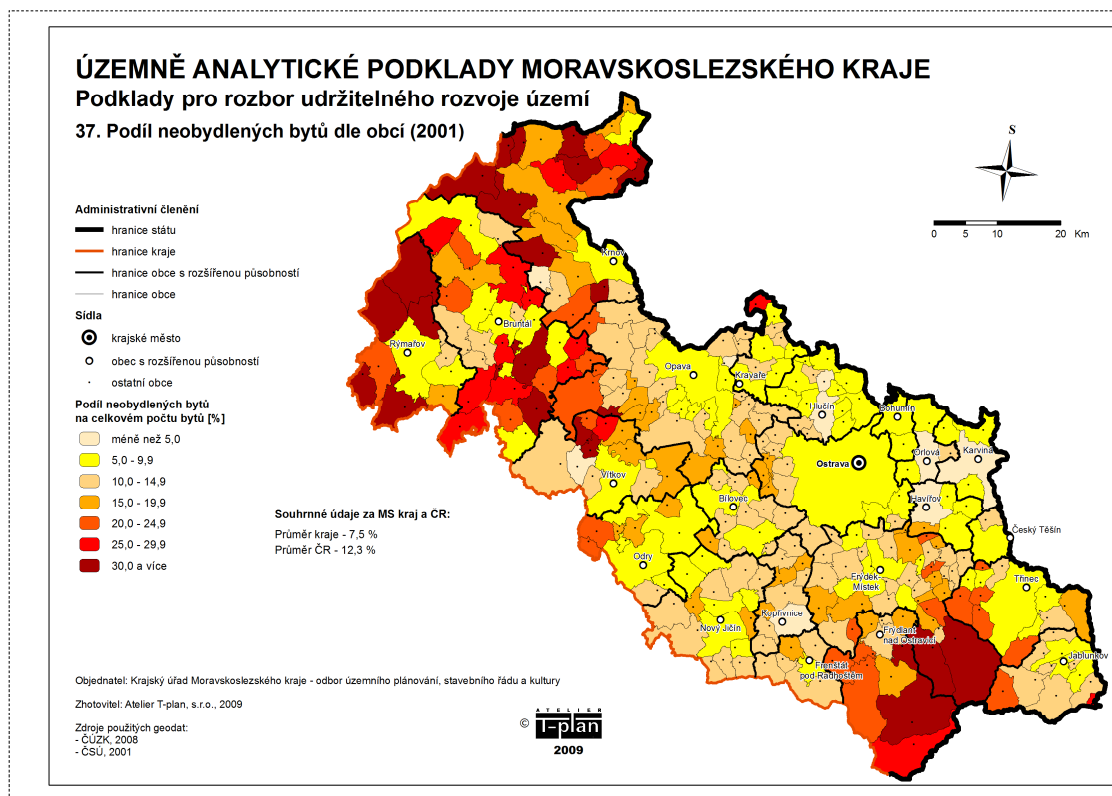 ÚZEMNĚ ANALYTICKÉ PODKLADY MORAVSKOSLEZSKÉHO KRAJE
Podklady pro rozbor udržitelného rozvoje území
37. Podíl neobydlených bytů dle obcí (2001)
S
0 5 10 20 Km
Administrativní členění
hranice státu
hranice kraje
hranice obce s rozšířenou působností
hranice obce
Sídla
krajské město
obec s rozšířenou působností
ostatní obce
Podíl neobydlených bytů
na celkovém počtu bytů [%]
méně než 5,0
5,0 - 9,9
10,0 - 14,9
15,0 - 19,9
20,0 - 24,9
25,0 - 29,9
30,0 a více
Souhrnné údaje za MS kraj a ČR:
Průměr kraje - 7,5 %
Průměr ČR - 12,3 %
Krnov
Bruntál
Rýmařov
Opava
Kravaře
Hlučín
Bohumín
Ostrava
Orlová
Karviná
Vítkov
Bílovec
Havířov
Český Těšín
Odry
Frýdek-
Místek
Třinec
Nový Jičín
Kopřivnice
Frýdlant
nad Ostravicí
Frenštát
pod Radhoštěm
Jablunkov
Objednatel: Krajský úřad Moravskoslezského kraje - odbor územního plánování, stavebního řádu a kultury
Zhotovitel: Atelier T-plan, s.r.o., 2009
Zdroje použitých geodat:
- ČÚZK, 2008
- ČSÚ, 2001
© ATELIER
T-plan
2009